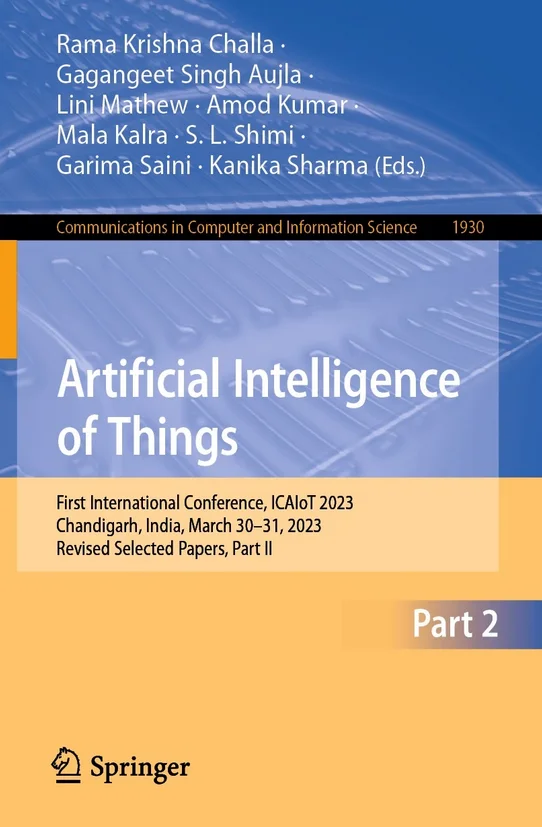 Rama Krishna Challa ·
Gagangeet Singh Aujla ·
Lini Mathew · Amod Kumar ·
Mala Kalra · S. L. Shimi ·
Garima Saini · Kanika Sharma (Eds.)
Communications in Computer and Information Science 1930
Artificial Intelligence
of Things
First International Conference, ICAIoT 2023
Chandigarh, India, March 30–31, 2023
Revised Selected Papers, Part II
Part 2
Springer